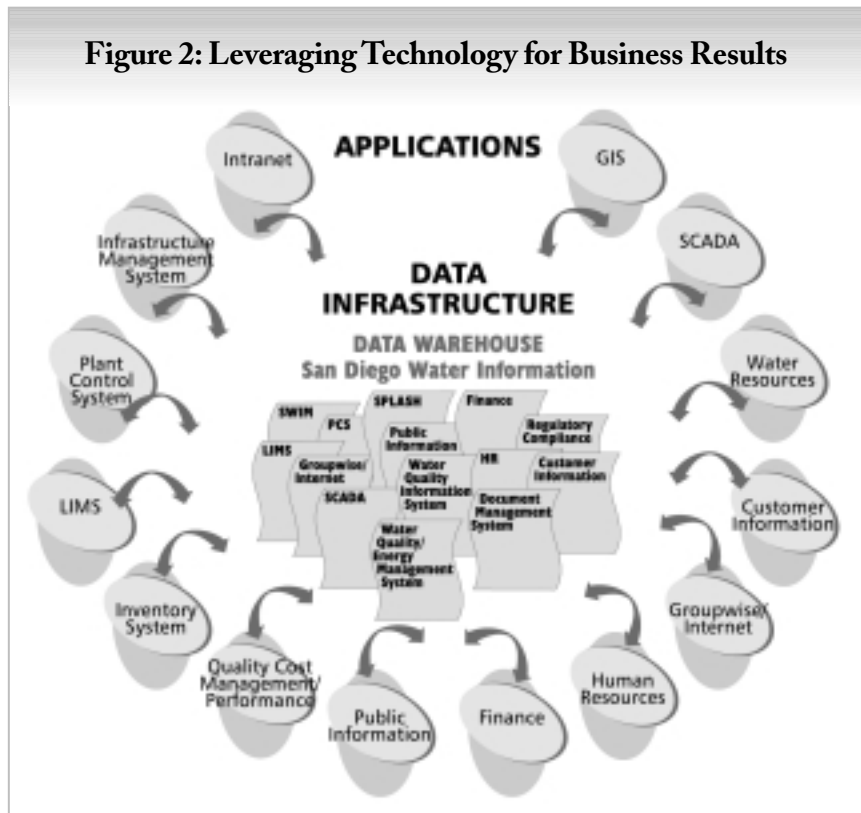 Figure 2: Leveraging Technology for Business Results
APPLICATIONS
Intranet
GIS
Infrastructure
Management
System
SCADA
DATA
INFRASTRUCTURE
DATA WAREHOUSE
San Diego Water Information
Plant
Control
System
Water
Resources
SWIM
PCS
SPLASH
Finance
Public
Information
Regulatory
Compliance
LIMS
Groupwise/
Internet
Water
Quality
Information
System
HR
Customer
Information
SCADA
Document
Management
System
Water
Quality/
Energy
Management
System
LIMS
Customer
Information
Inventory
System
Groupwise/
Internet
Quality Cost
Management/
Performance
Human
Resources
Public
Information
Finance